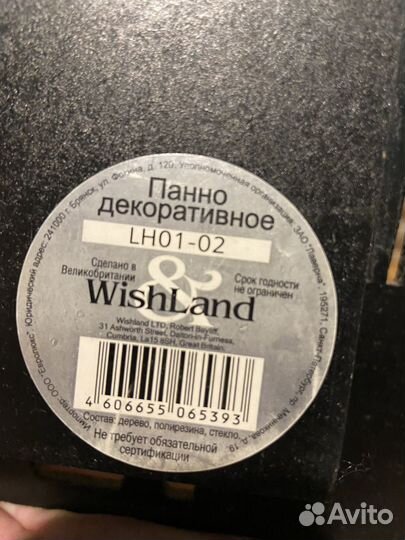 Импортер: ООО "Европюкс". Юридический адрес: 241000 г. Брянск, ул. Фокина, д. 120. Уполномоченная организация: ЗАО "Лаверна", 195271, Санкт-Петербург, пр. Мечникова, д. 19.
Панно
декоративное
LH01-02
Сделано в
Великобритании
&
Срок годности
не ограничен
WishLand
Wishland LTD, Robert Bayliff,
31 Ashworth Street, Dalton-in-Furness,
Cumbria, La15 8SH, Great Britain.
4 606655 065393
Состав: дерево, полирезина, стекло.
Не требует обязательной
сертификации
Avito